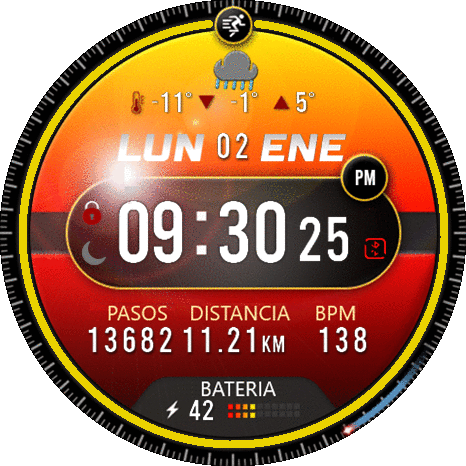 -11° -1° 5°
LUN 02 ENE
PM
09:30 25
PASOS DISTANCIA BPM
13682 11.21KM 138
BATERIA
42